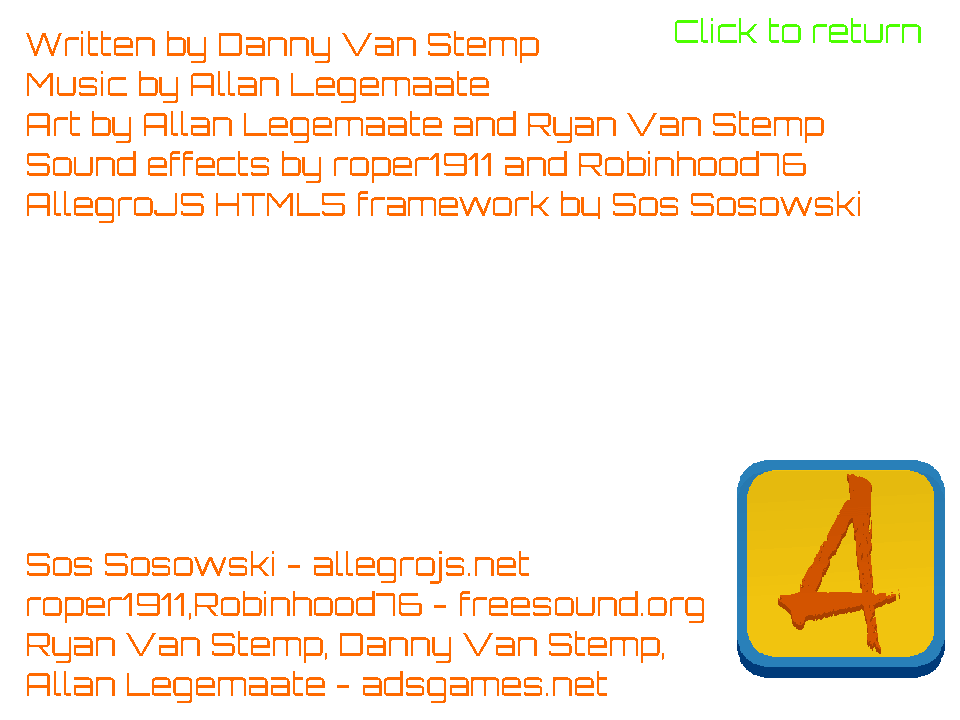 Written by Danny Van Stemp
Click to return
Music by Allan Legemaate
Art by Allan Legemaate and Ryan Van Stemp
Sound effects by roper1911 and Robinhood76
AllegroJS HTML5 framework by Sos Sosowski
Sos Sosowski - allegrojs.net
roper1911,Robinhood76 - freesound.org
Ryan Van Stemp, Danny Van Stemp,
Allan Legemaate - adsgames.net
4